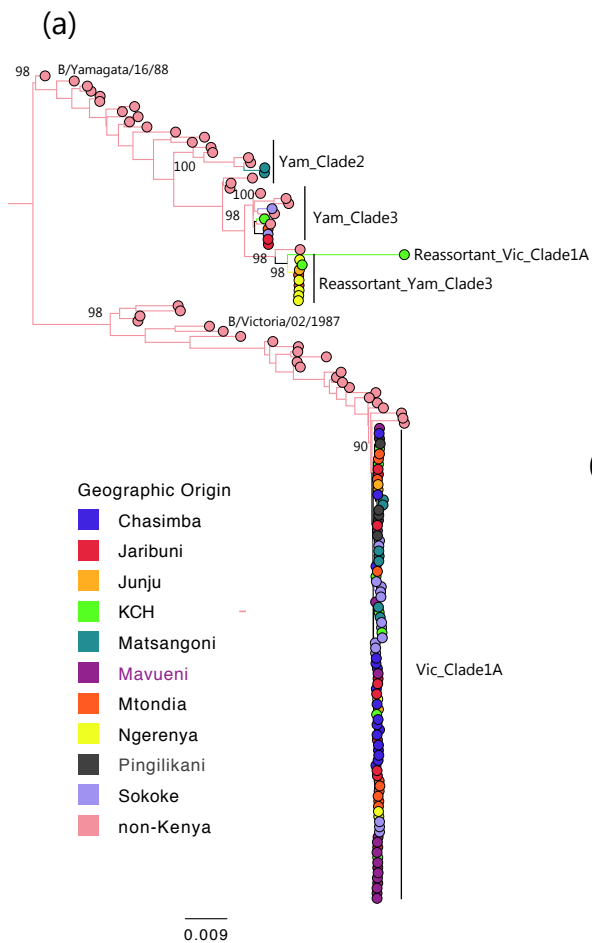 (a)
B/Yamagata/16/88
98
100
Yam_Clade2
100
98
Yam_Clade3
98
Reassortant_Vic_Clade1A
98
Reassortant_Yam_Clade3
98
B/Victoria/02/1987
90
(
Geographic Origin
Chasimba
Jaribuni
Junju
KCH
Matsangoni
Mavueni
Vic_Clade1A
Mtondia
Ngerenya
Pingilikani
Sokoke
non-Kenya
0.009